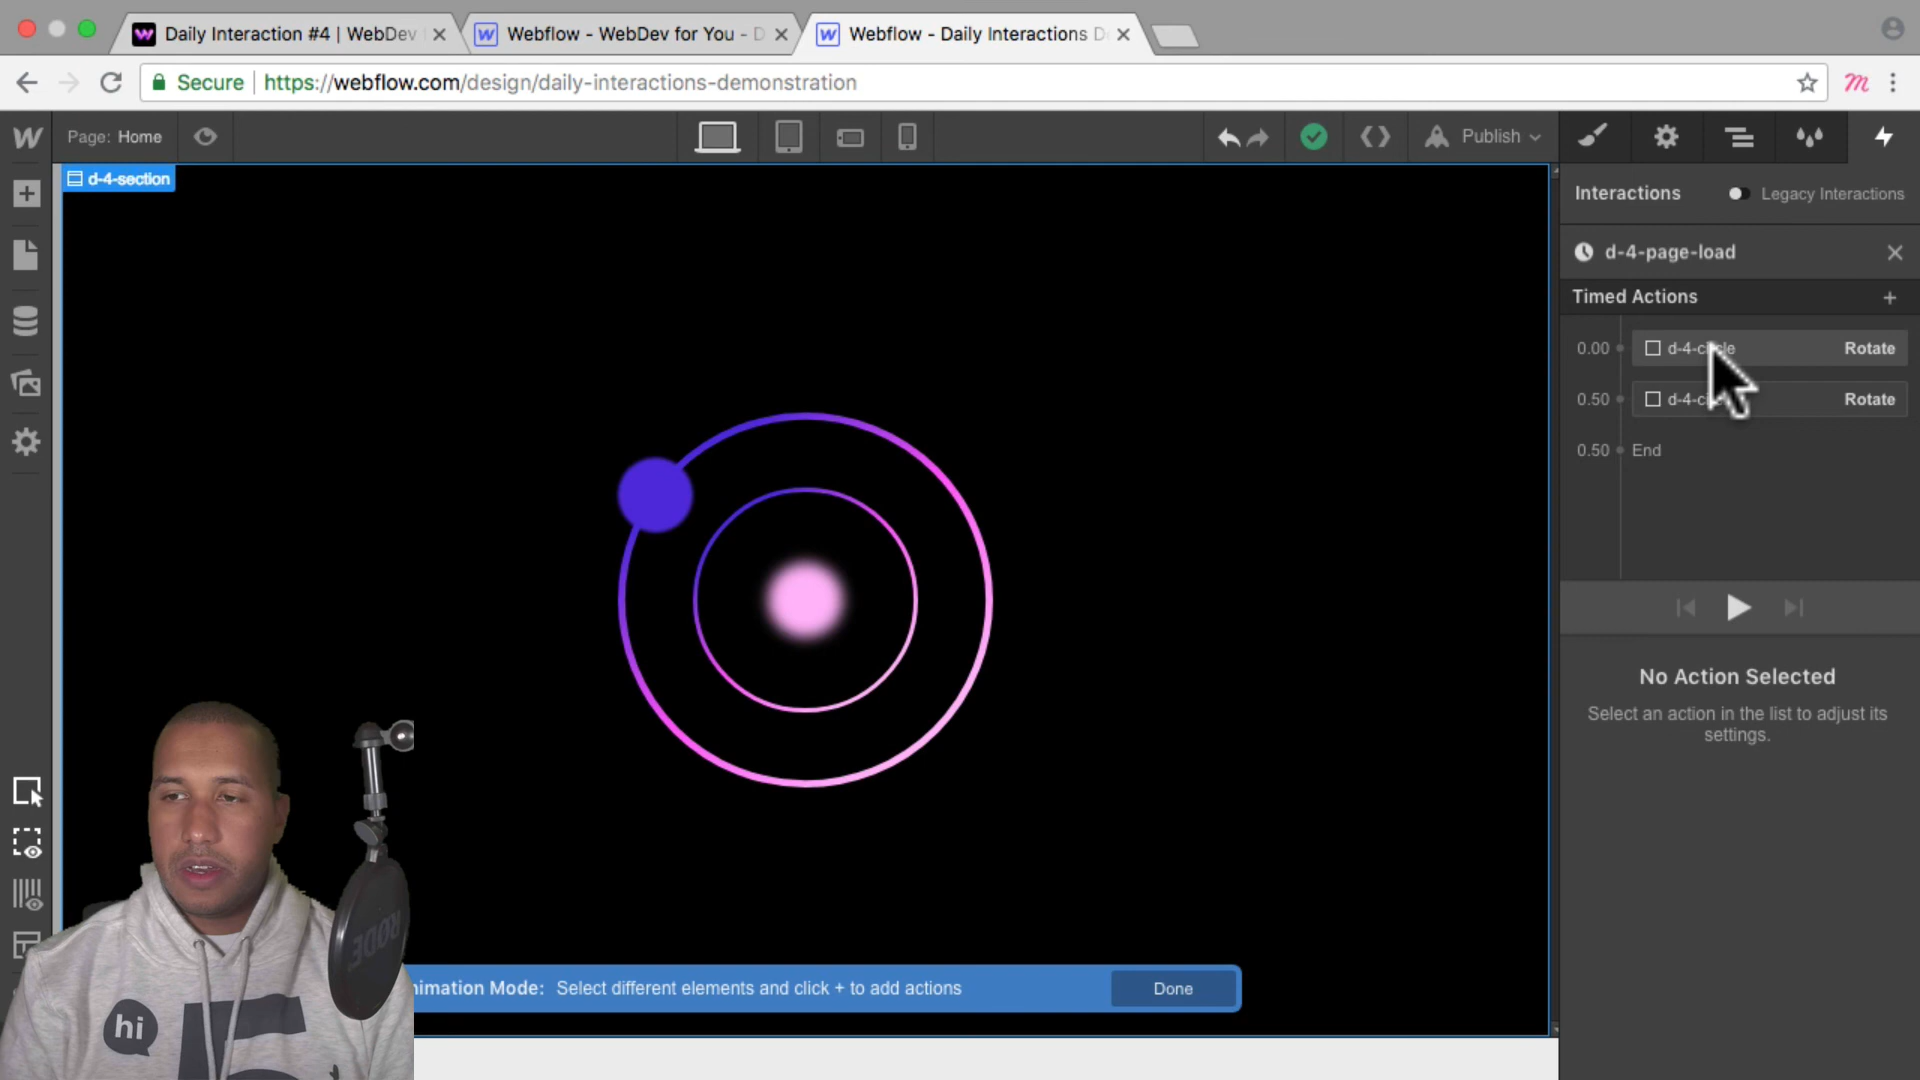 Daily Interaction #4 | WebDev
Webflow - WebDev for You - D
Webflow - Daily Interactions D
Secure
https://webflow.com/design/daily-interactions-demonstration
Page: Home
Publish
d-4-section
Interactions
Legacy Interactions
d-4-page-load
Timed Actions
0.00
Rotate
0.50
Rotate
0.50 End
No Action Selected
Select an action in the list to adjust its
settings.
nimation Mode: Select different elements and click + to add actions
Done
RODE
hi